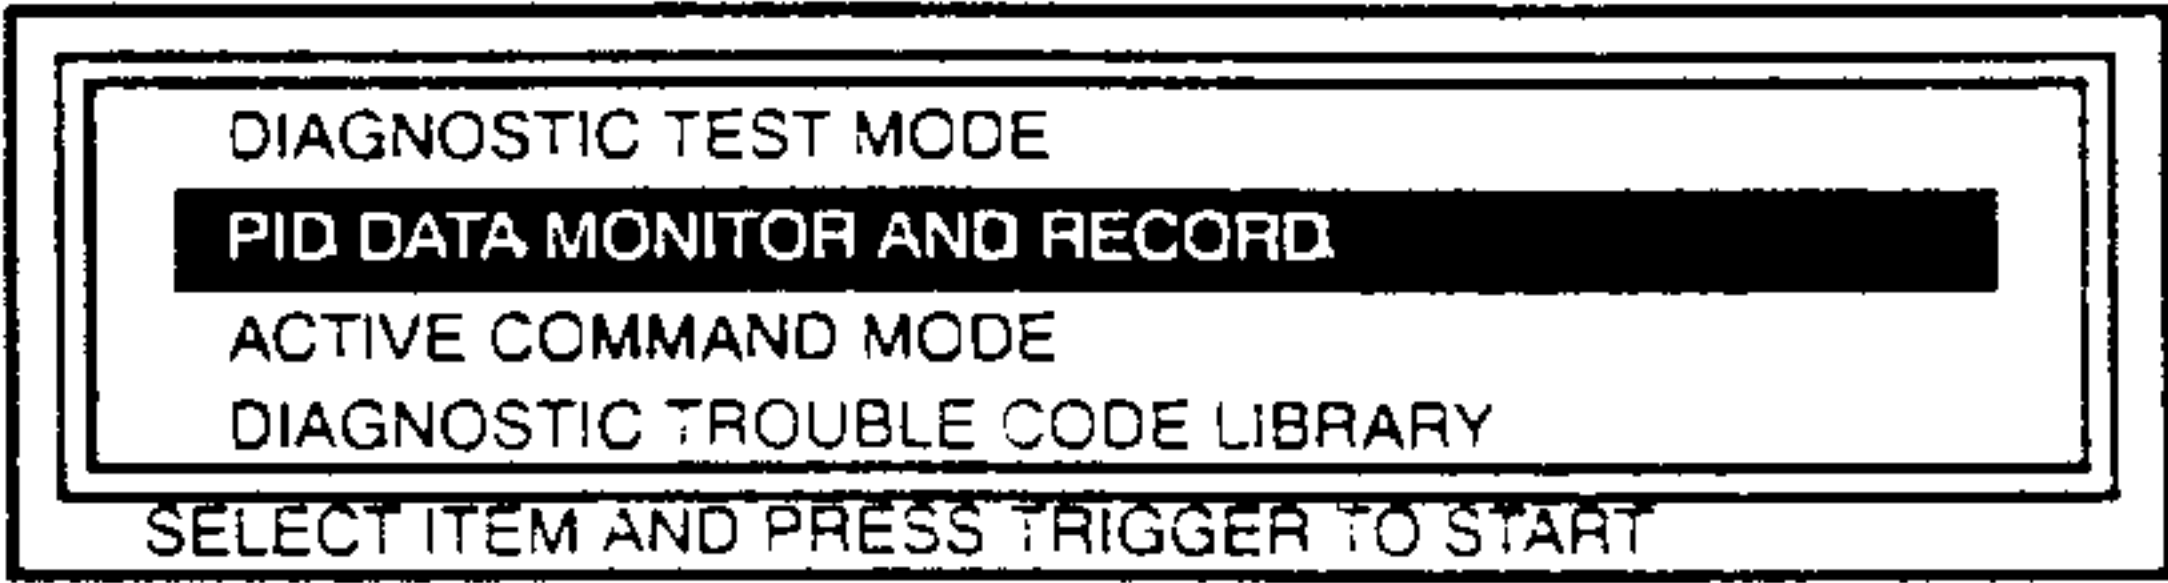 DIAGNOSTIC TEST MODE
PID DATA MONITOR AND RECORD
ACTIVE COMMAND MODE
DIAGNOSTIC TROUBLE CODE LIBRARY
SELECT ITEM AND PRESS TRIGGER TO START